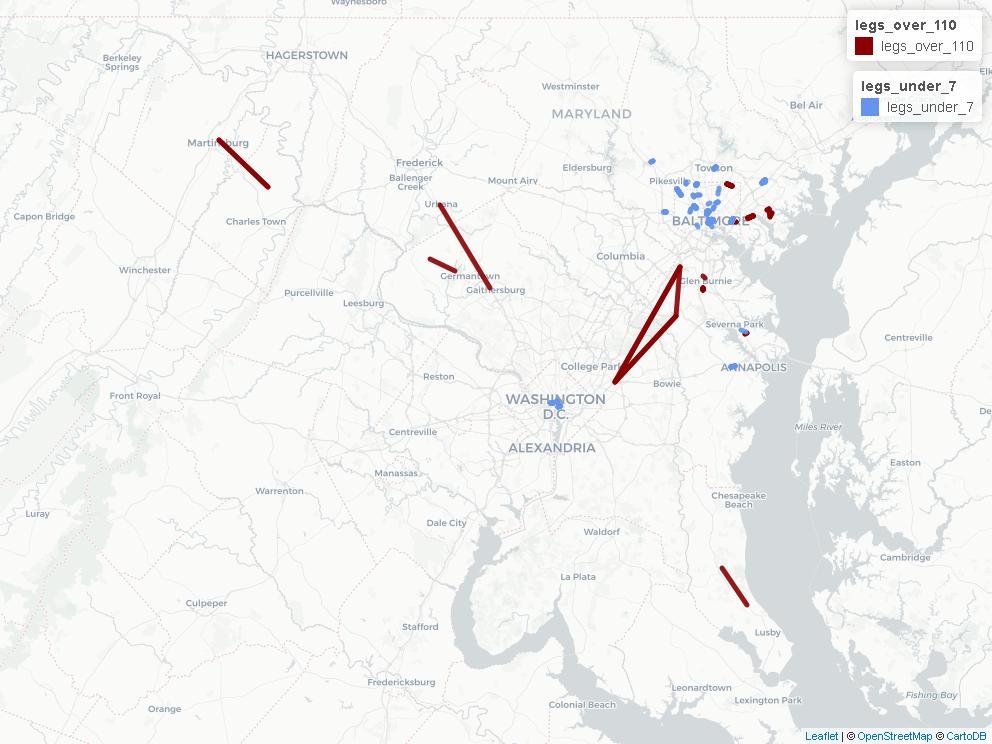 Waynesboro
legs_over_110
legs_over_110
HAGERSTOWN
Berkeley
Springs
legs_under_7
legs_under_7
Westminster
MARYLAND
Bel Air
Martinsburg
Frederick
Ballenger
Creek
Eldersburg
Towson
Mount Airy
Pikesville
Urbana
Capon Bridge
Charles Town
BALTIMORE
Columbia
Winchester
Germantown
Glen Burnie
Purcellville
Gaithersburg
Leesburg
Severna Park
Centreville
College Park
ANNAPOLIS
Reston
Bowie
Front Royal
WASHINGTON
D.C.
Centreville
Miles River
ALEXANDRIA
Easton
Manassas
Warrenton
Chesapeake
Beach
Luray
Dale City
Waldorf
Cambridge
La Plata
Culpeper
Stafford
Lusby
Fredericksburg
Leonardtown
Fishing Bay
Lexington Park
Colonial Beach
Orange
Leaflet | © OpenStreetMap © CartoDB